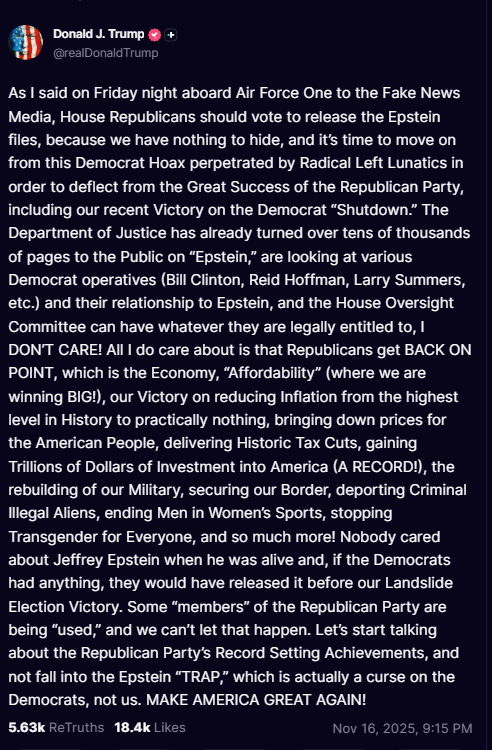 Donald J. Trump
@realDonaldTrump
As I said on Friday night aboard Air Force One to the Fake News
Media, House Republicans should vote to release the Epstein
files, because we have nothing to hide, and it's time to move on
from this Democrat Hoax perpetrated by Radical Left Lunatics in
order to deflect from the Great Success of the Republican Party,
including our recent Victory on the Democrat “Shutdown.” The
Department of Justice has already turned over tens of thousands
of pages to the Public on “Epstein,” are looking at various
Democrat operatives (Bill Clinton, Reid Hoffman, Larry Summers,
etc.) and their relationship to Epstein, and the House Oversight
Committee can have whatever they are legally entitled to, I
DON'T CARE! All I do care about is that Republicans get BACK ON
POINT, which is the Economy, “Affordability” (where we are
winning BIG!), our Victory on reducing Inflation from the highest
level in History to practically nothing, bringing down prices for
the American People, delivering Historic Tax Cuts, gaining
Trillions of Dollars of Investment into America (A RECORD!), the
rebuilding of our Military, securing our Border, deporting Criminal
Illegal Aliens, ending Men in Women's Sports, stopping
Transgender for Everyone, and so much more! Nobody cared
about Jeffrey Epstein when he was alive and, if the Democrats
had anything, they would have released it before our Landslide
Election Victory. Some “members” of the Republican Party are
being “used,” and we can't let that happen. Let's start talking
about the Republican Party's Record Setting Achievements, and
not fall into the Epstein “TRAP,” which is actually a curse on the
Democrats, not us. MAKE AMERICA GREAT AGAIN!
5.63k ReTruths 18.4k Likes Nov 16, 2025, 9:15 PM